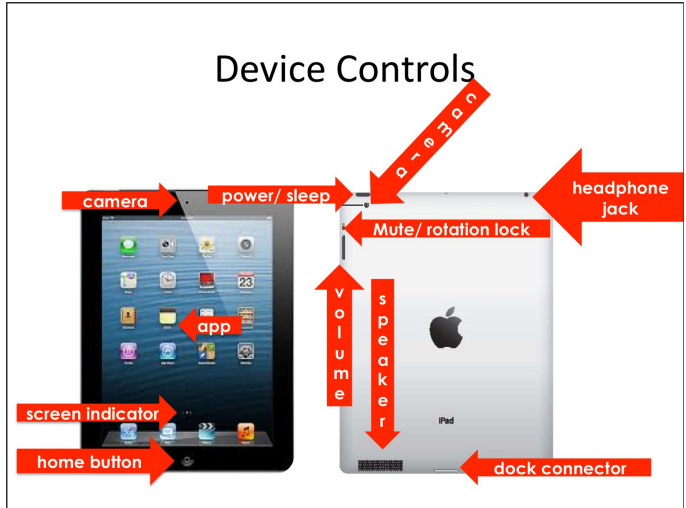 Device Controls
camera
camera
power/ sleep
headphone
jack
Mute/ rotation lock
volume
speaker
app
23
screen indicator
iPad
home button
dock connector